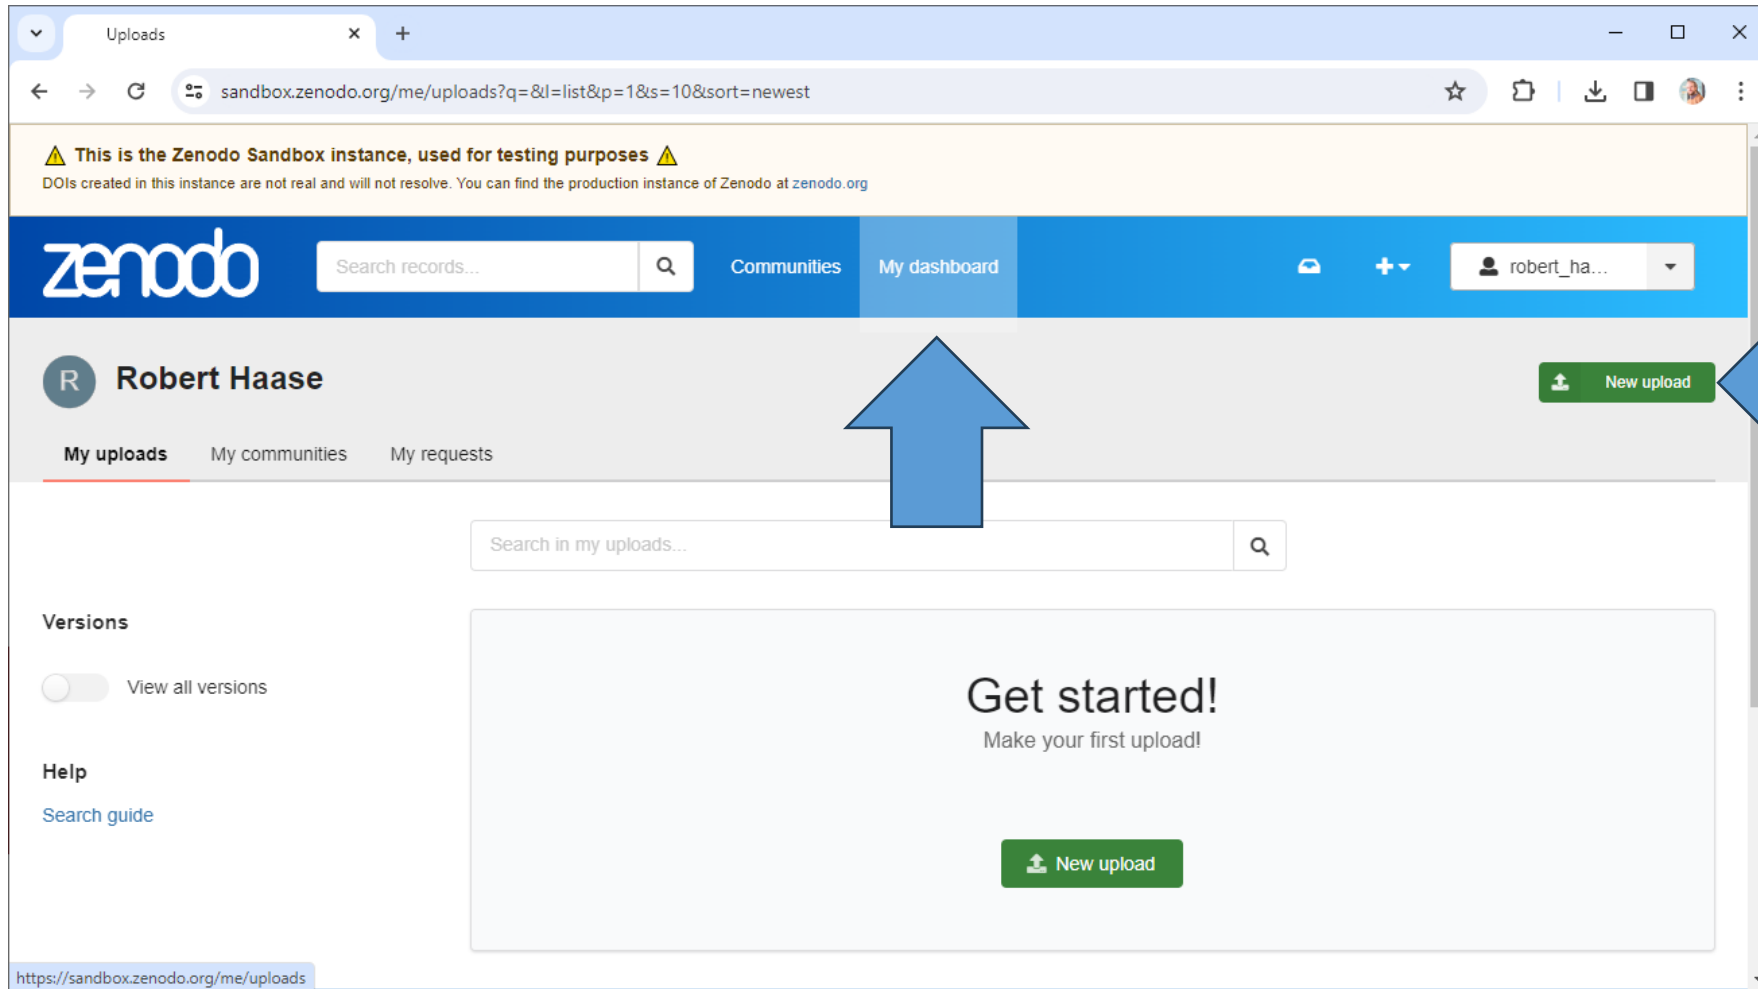 Uploads
sandbox.zenodo.org/me/uploads?q=&l=list&p=1&s=10&sort=newest
This is the Zenodo Sandbox instance, used for testing purposes
DOIs created in this instance are not real and will not resolve. You can find the production instance of Zenodo at zenodo.org
zenodo
Search records...
Communities
My dashboard
robert_ha...
R
Robert Haase
New upload
My uploads
My communities
My requests
Search in my uploads...
Versions
View all versions
Get started!
Make your first upload!
Help
Search guide
New upload
https://sandbox.zenodo.org/me/uploads